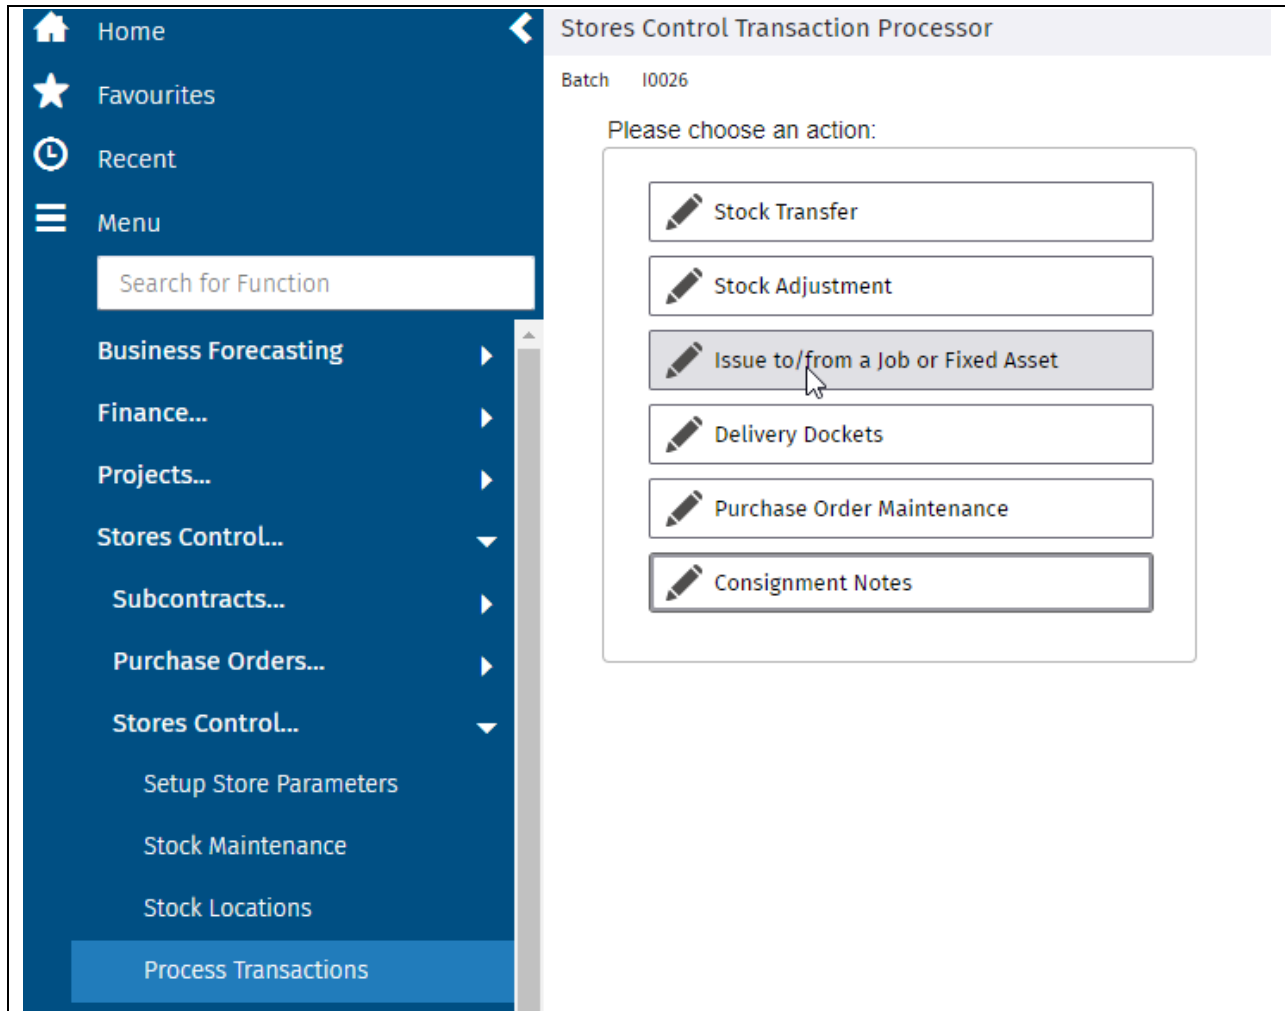 Home
Favourites
Recent
Menu
Search for Function
Business Forecasting
Finance...
Projects...
Stores Control...
Subcontracts...
Purchase Orders...
Stores Control...
Setup Store Parameters
Stock Maintenance
Stock Locations
Process Transactions
Stores Control Transaction Processor
Batch I0026
Please choose an action:
Stock Transfer
Stock Adjustment
Issue to/from a Job or Fixed Asset
Delivery Dockets
Purchase Order Maintenance
Consignment Notes